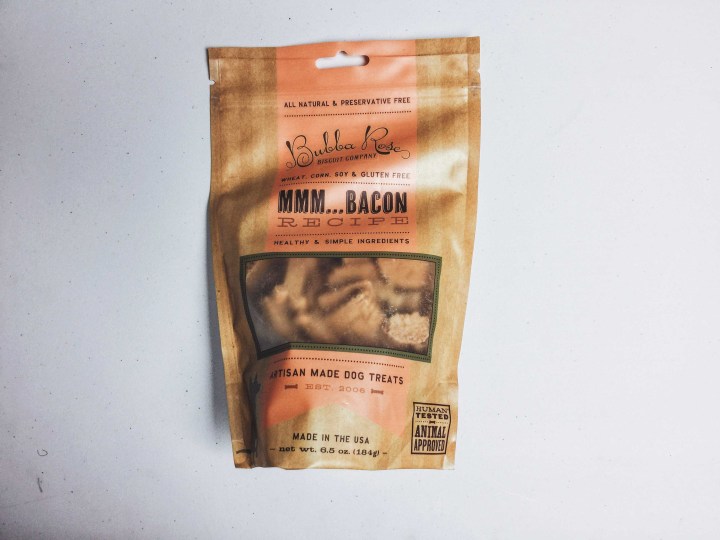 ALL NATURAL & PRESERVATIVE FREE
Bubba Rose
BISCUIT COMPANY
WHEAT, CORN, SOY & GLUTEN FREE
MMM...BACON
RECIPE
HEALTHY & SIMPLE INGREDIENTS
ARTISAN MADE DOG TREATS
EST. 2006
MADE IN THE USA
net wt. 6.5 oz. (184g)
HUMAN
TESTED
ANIMAL
APPROVED